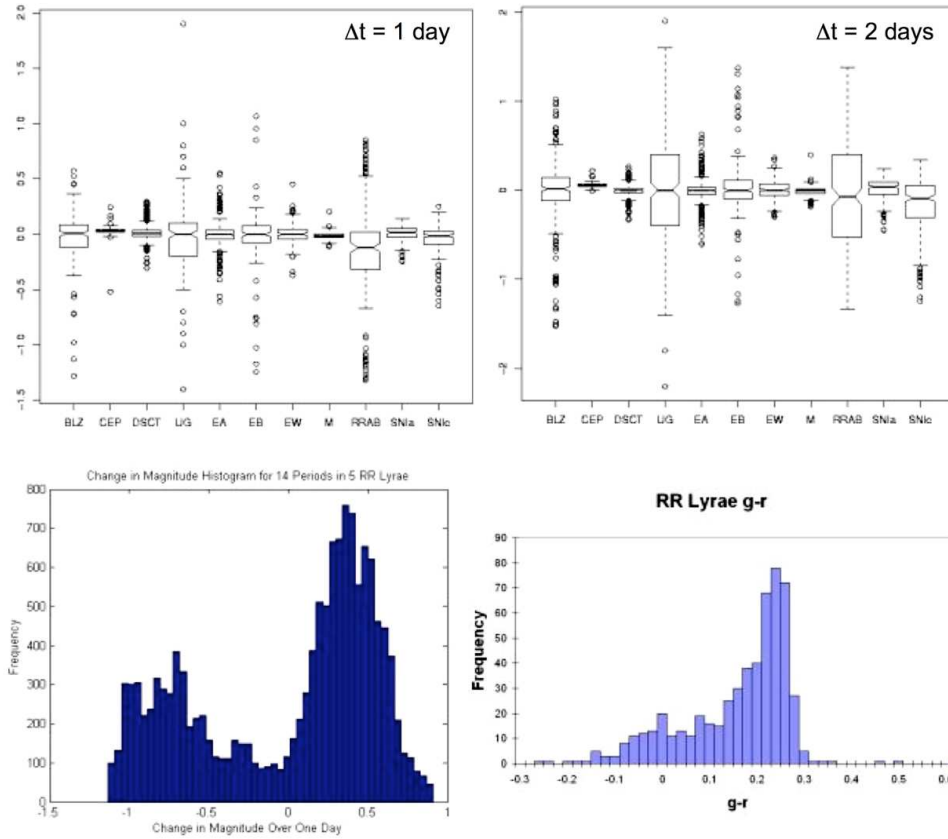 Δt = 1 day
2.0
1.5
1.0
0.5
0.0
-0.5
-1.0
-1.5
BLZ CEP DSCT UG EA EB EW M RRAB SNIa SNIc
Δt = 2 days
2
1
0
-1
-2
BLZ CEP DSCT UG EA EB EW M RRAB SNIa SNIc
Change in Magnitude Histogram for 14 Periods in 5 RR Lyrae
Frequency
800
700
600
500
400
300
200
100
0
-1.5 -1 -0.5 0 0.5 1
Change in Magnitude Over One Day
RR Lyrae g-r
Frequency
90
80
70
60
50
40
30
20
10
0
-0.3 -0.2 -0.1 0 0.1 0.2 0.3 0.4 0.5
g-r